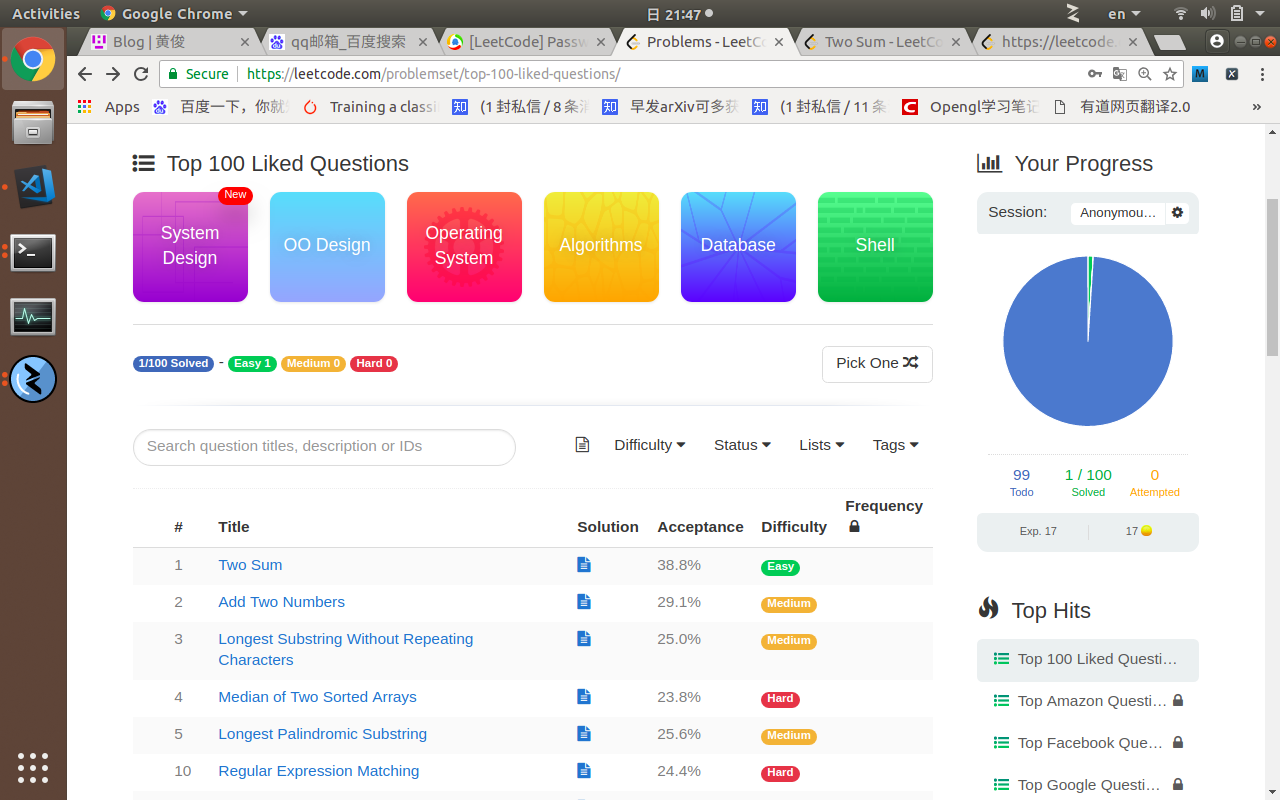 Activities Google Chrome 日 21:47 en
Blog | 黄俊 qq邮箱_百度搜索 [LeetCode] Passw Problems - LeetCo Two Sum - LeetCo https://leetcode.
Secure https://leetcode.com/problemset/top-100-liked-questions/
Apps 百度一下，你就 Training a classi (1 封私信 / 8 条 早发arXiv可多 (1 封私信 / 11 条 Opengl学习笔记 有道网页翻译2.0 »
Top 100 Liked Questions
New
System
Design
OO Design
Operating
System
Algorithms
Database
Shell
1/100 Solved - Easy 1 Medium 0 Hard 0
Pick One
Search question titles, description or IDs
Difficulty Status Lists Tags
# Title Solution Acceptance Difficulty Frequency
1 Two Sum 38.8% Easy
2 Add Two Numbers 29.1% Medium
3 Longest Substring Without Repeating 25.0% Medium
Characters
4 Median of Two Sorted Arrays 23.8% Hard
5 Longest Palindromic Substring 25.6% Medium
10 Regular Expression Matching 24.4% Hard
Your Progress
Session: Anonymou...
99 1 / 100 0
Todo Solved Attempted
Exp. 17 17
Top Hits
Top 100 Liked Questi...
Top Amazon Questi...
Top Facebook Que...
Top Google Questi...